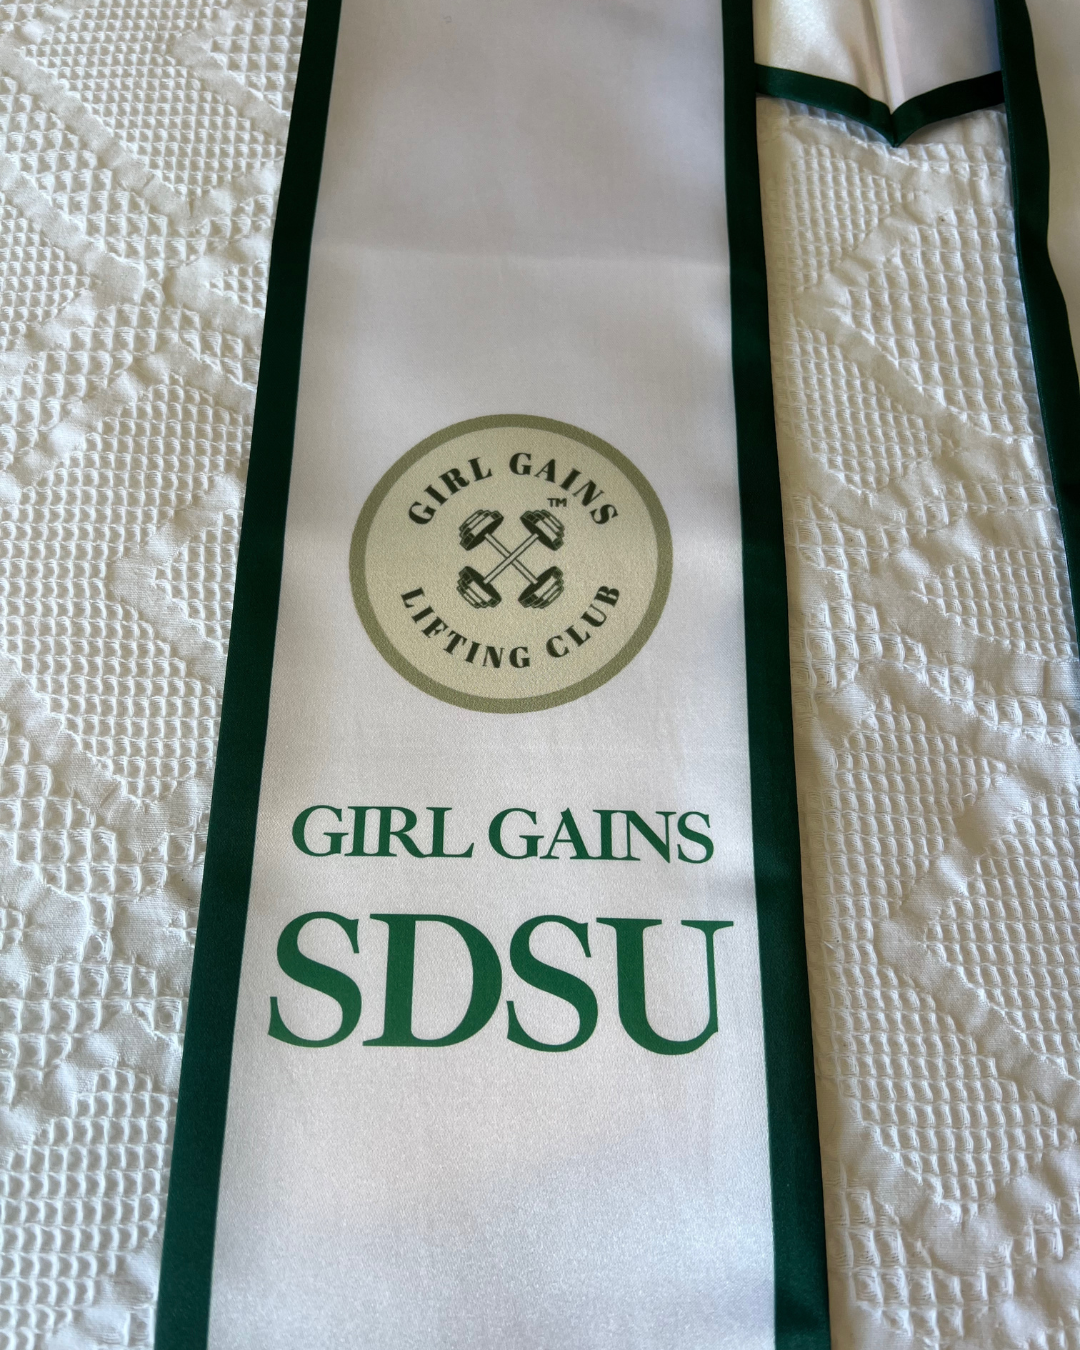 GIRL GAINS
TM
LIFTING CLUB
GIRL GAINS
SDSU